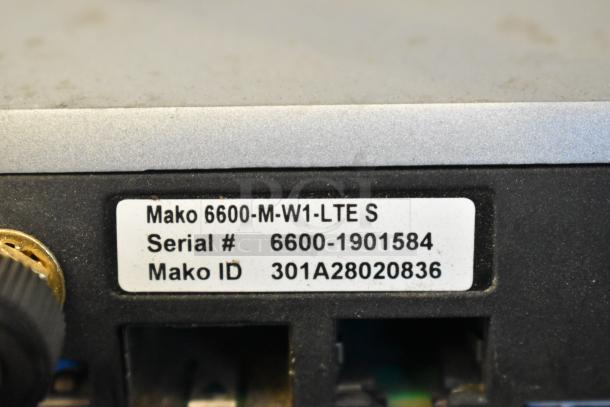 Mako 6600-M-W1-LTE S
Serial # 6600-1901584
Mako ID 301A28020836